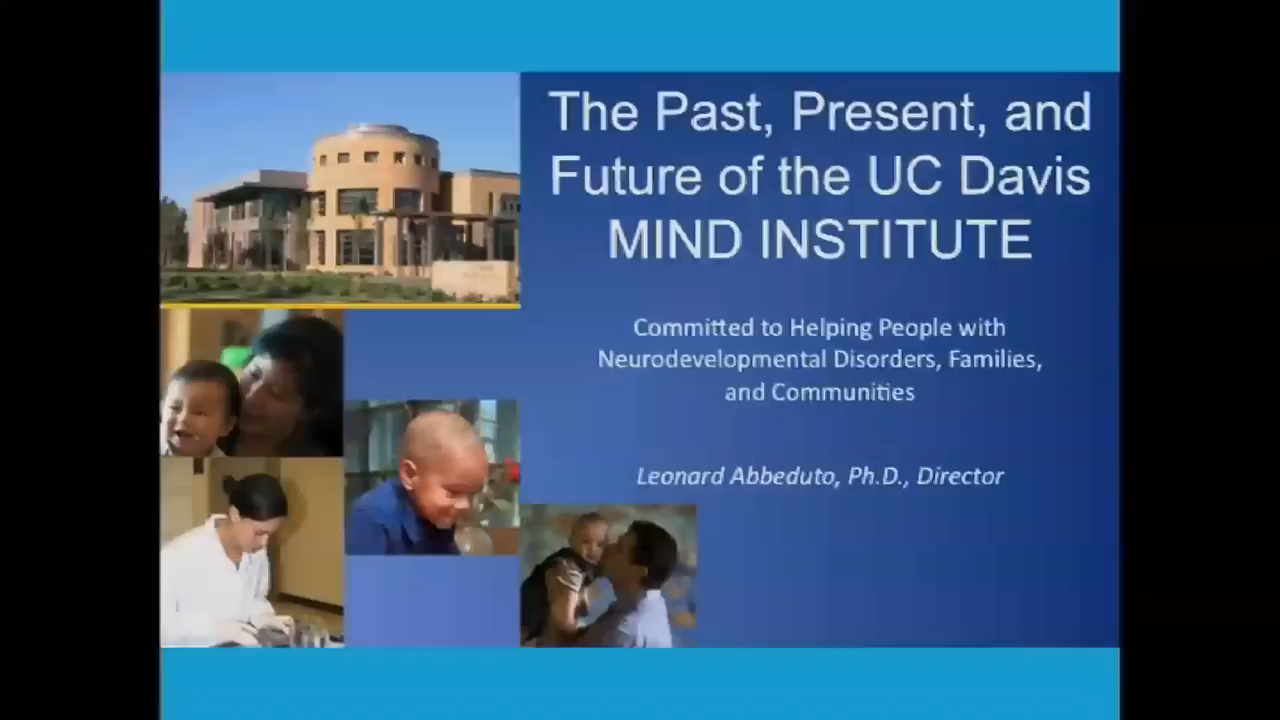 The Past, Present, and
Future of the UC Davis
MIND INSTITUTE
Committed to Helping People with
Neurodevelopmental Disorders, Families,
and Communities
Leonard Abbeduto, Ph.D., Director